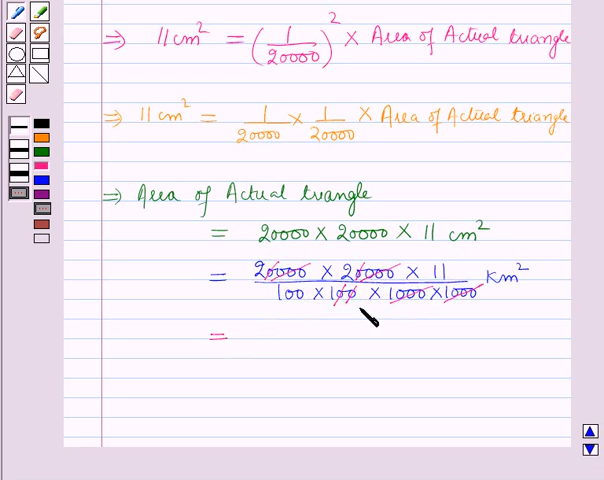 ⇒ 11 cm² = (1/20000)² × Area of Actual triangle
⇒ 11 cm² = 1/20000 × 1/20000 × Area of Actual triangle
⇒ Area of Actual triangle
= 20000 × 20000 × 11 cm²
= 20000 × 20000 × 11 / 100 × 100 × 1000 × 1000 Km²
=